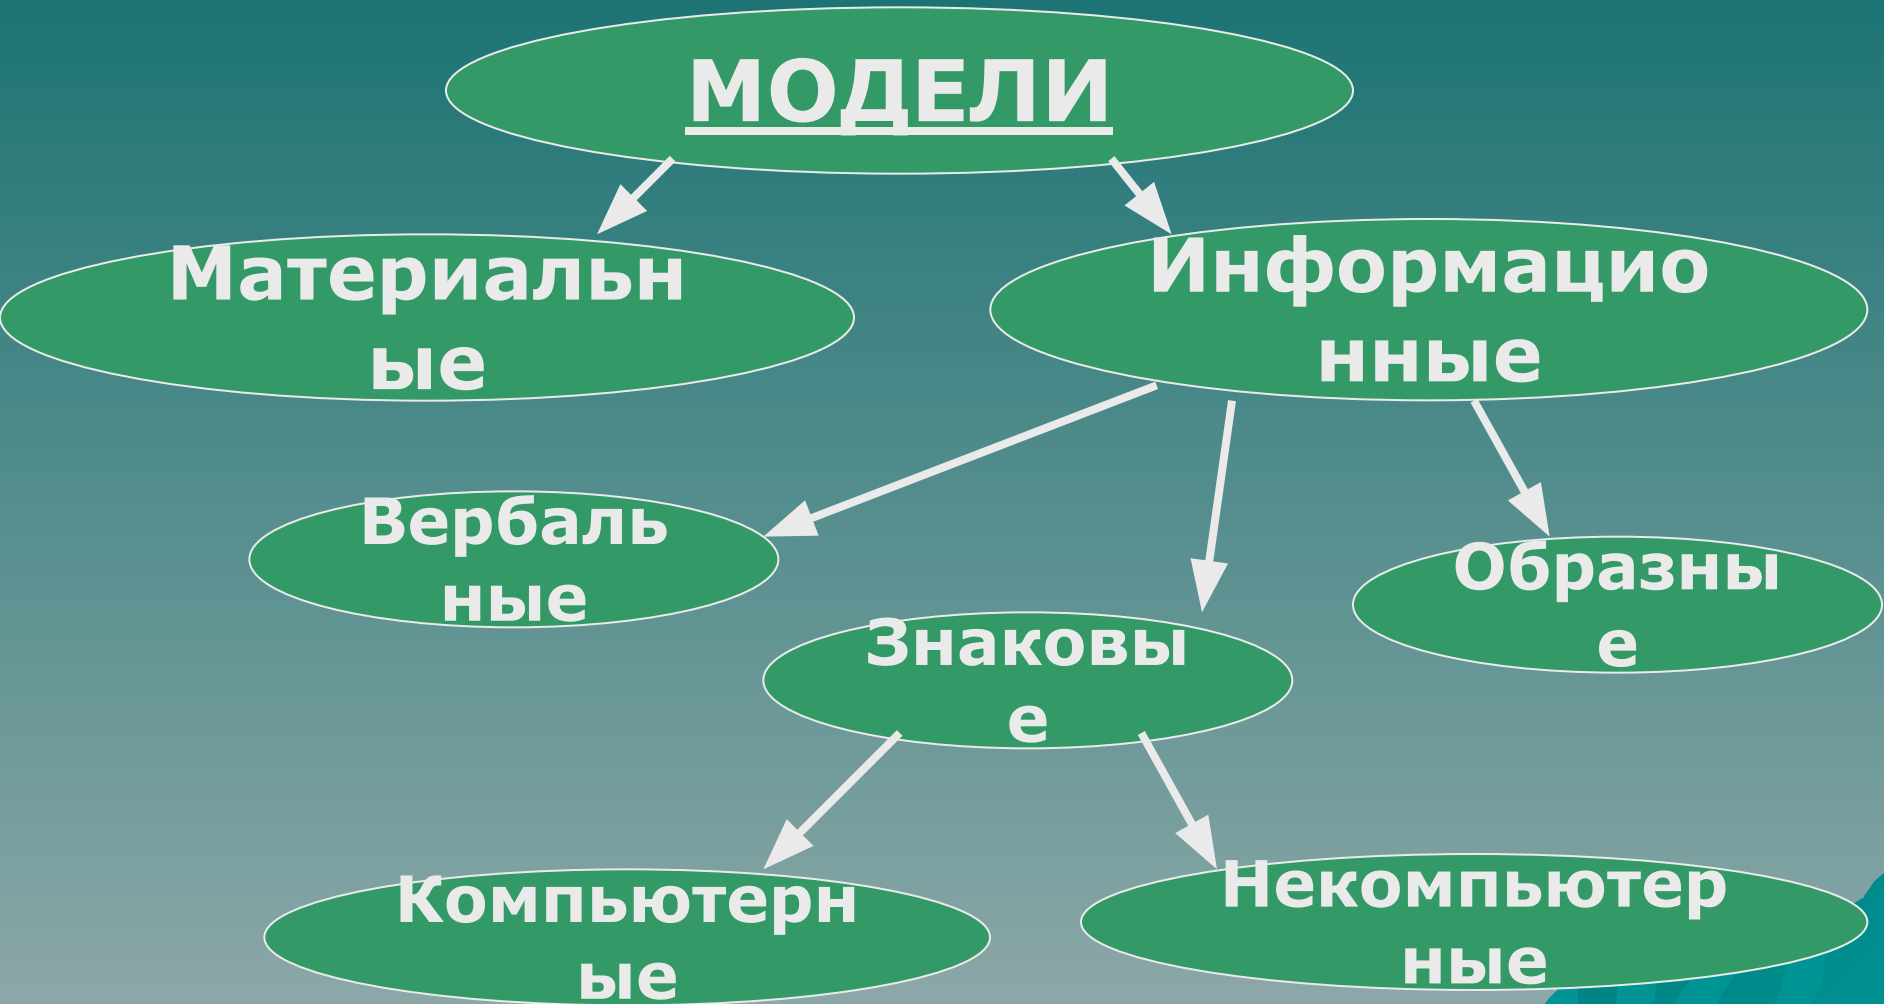 МОДЕЛИ
Материальн
ые
Информацио
нные
Вербаль
ные
Знаковы
е
Образны
е
Компьютерн
ые
Некомпьютер
ные